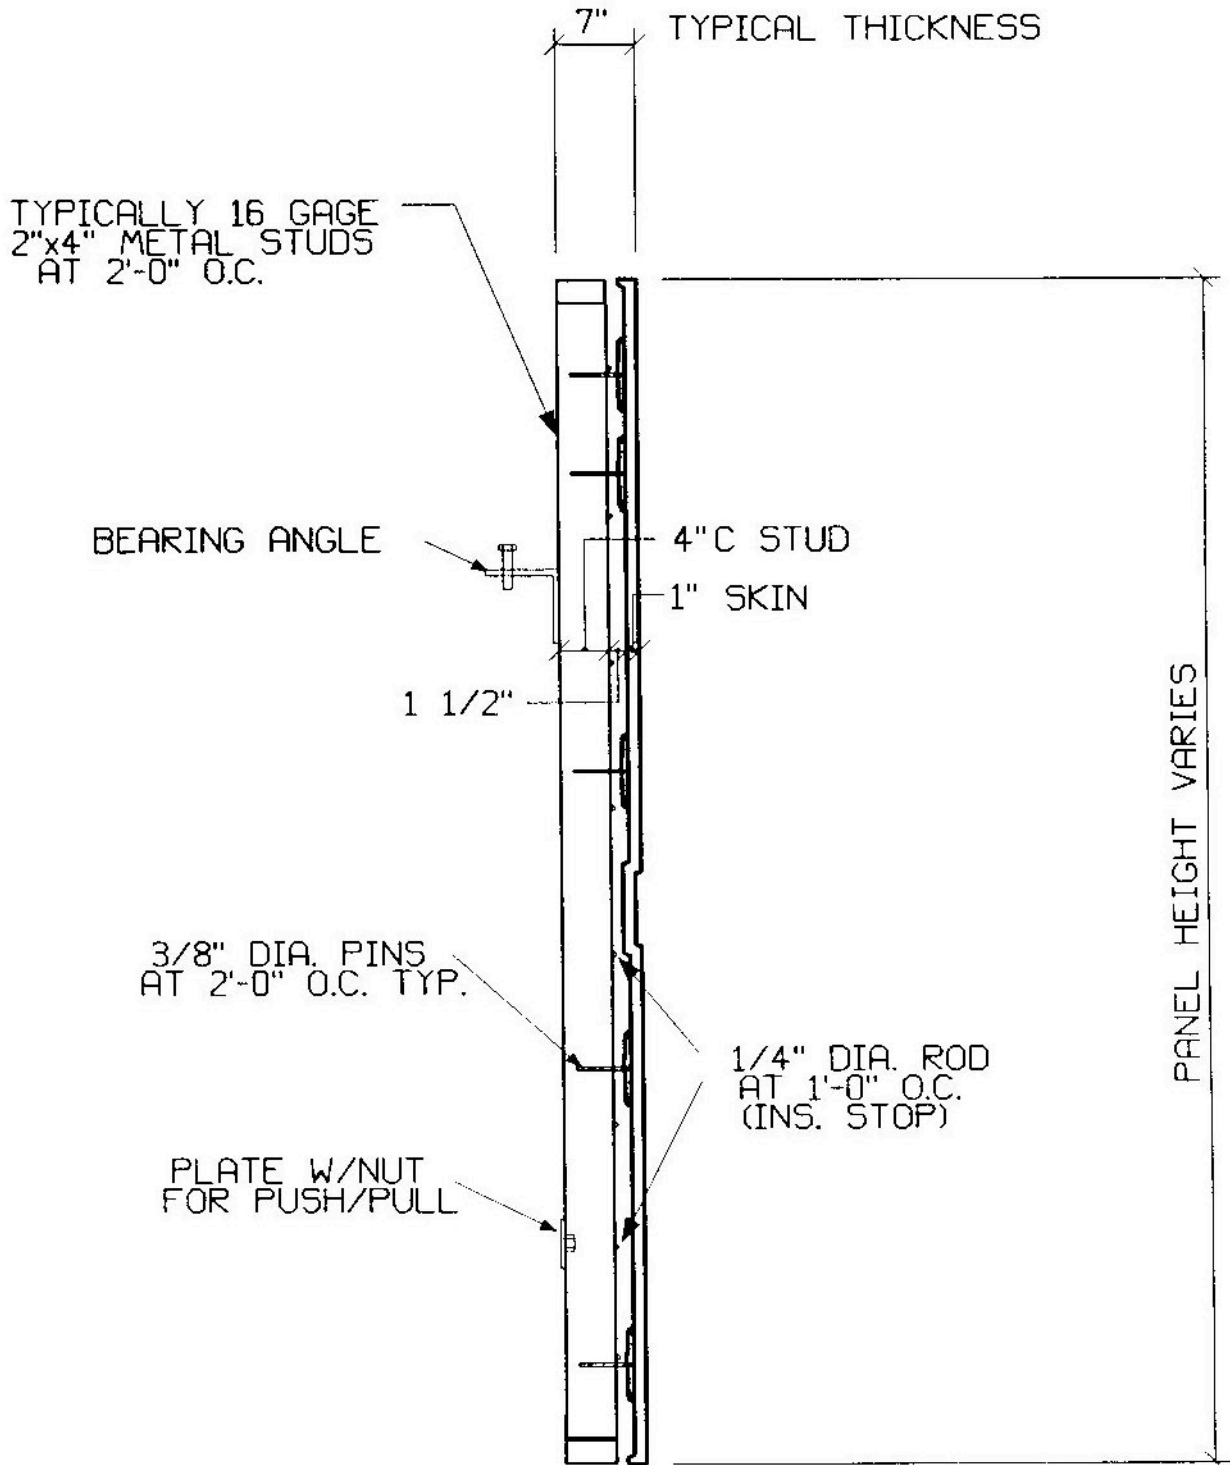 7" TYPICAL THICKNESS
TYPICALLY 16 GAGE
2"x4" METAL STUDS
AT 2'-0" O.C.
BEARING ANGLE
4"C STUD
1" SKIN
1 1/2"
PANEL HEIGHT VARIES
3/8" DIA. PINS
AT 2'-0" O.C. TYP.
1/4" DIA. ROD
AT 1'-0" O.C.
(INS. STOP)
PLATE W/NUT
FOR PUSH/PULL